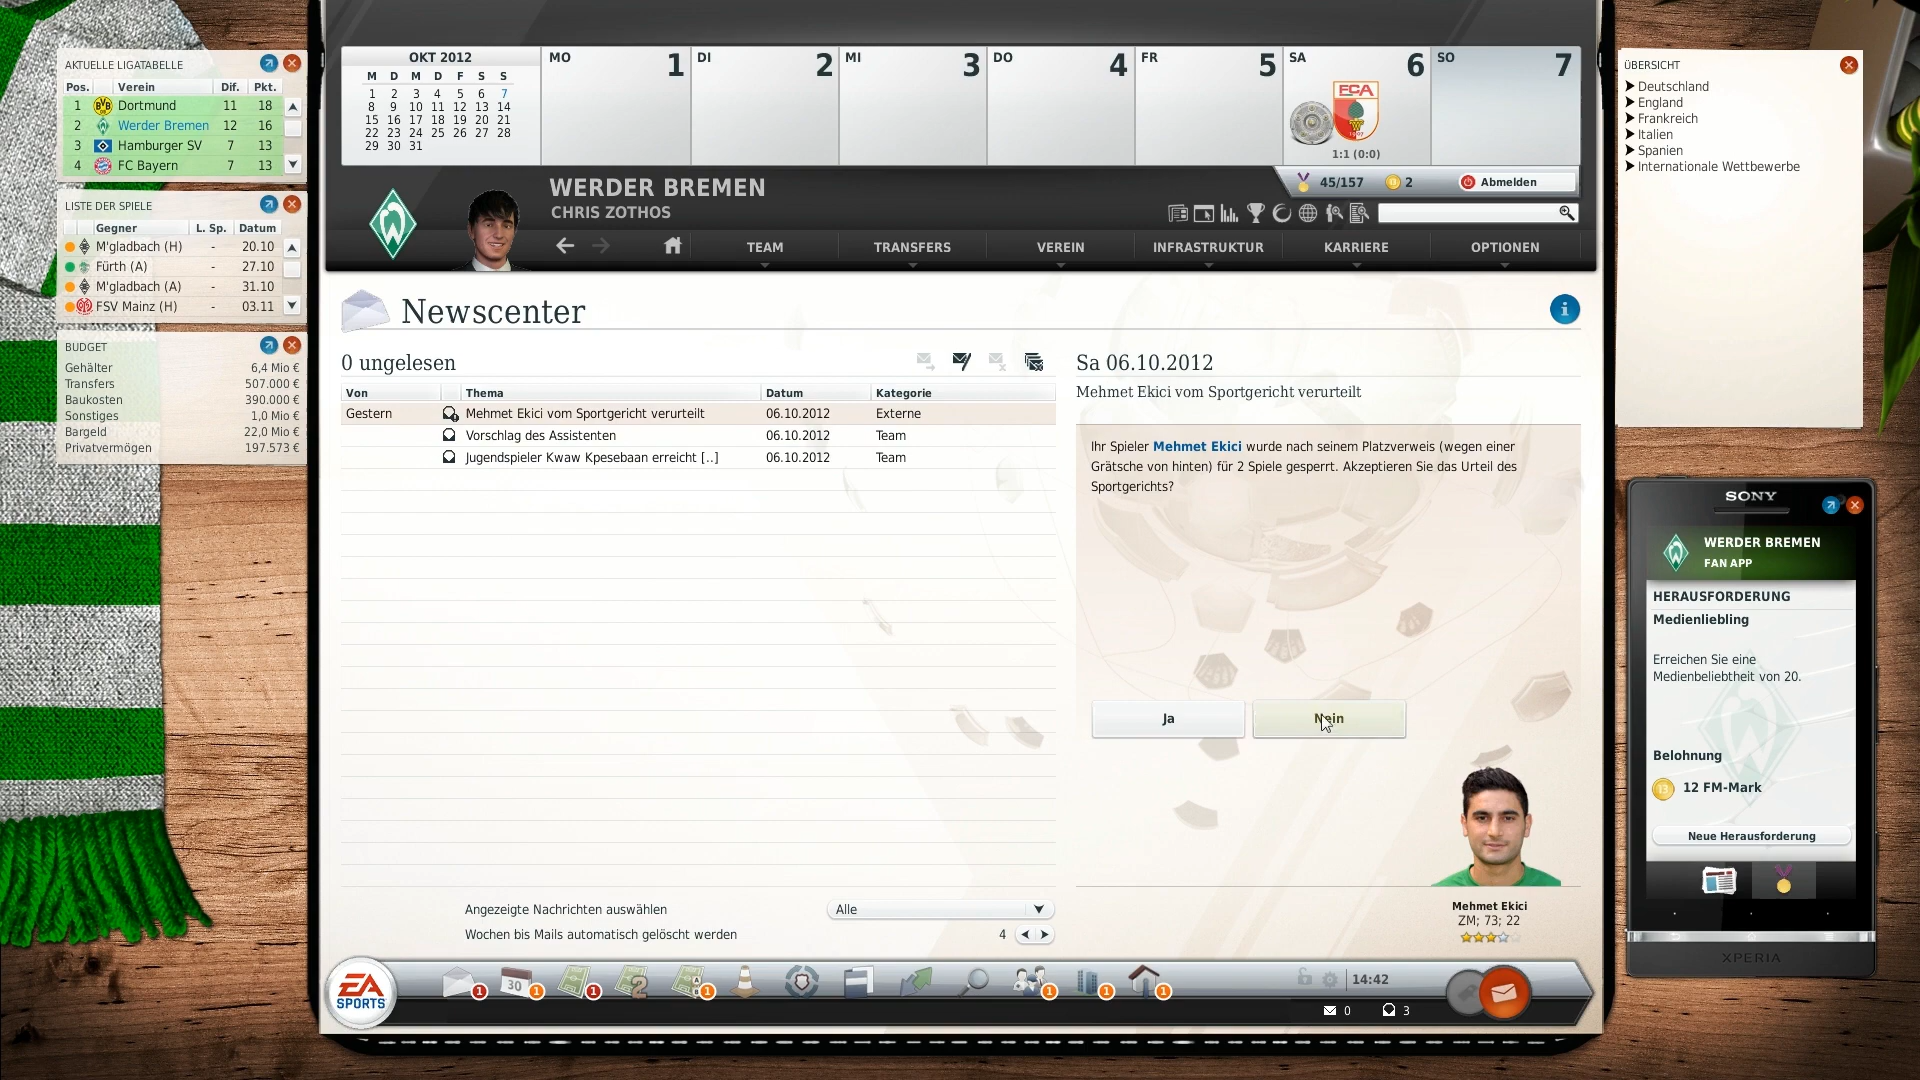 AKTUELLE LIGATABELLE
Pos. Verein Dif. Pkt.
1 Dortmund 11 18
2 Werder Bremen 12 16
3 Hamburger SV 7 13
4 FC Bayern 7 13
LISTE DER SPIELE
Gegner L. Sp. Datum
M'gladbach (H) - 20.10
Fürth (A) - 27.10
M'gladbach (A) - 31.10
FSV Mainz (H) - 03.11
BUDGET
Gehälter 6,4 Mio €
Transfers 507.000 €
Baukosten 390.000 €
Sonstiges 1,0 Mio €
Bargeld 22,0 Mio €
Privatvermögen 197.573 €
OKT 2012
M D M D F S S
1 2 3 4 5 6 7
8 9 10 11 12 13 14
15 16 17 18 19 20 21
22 23 24 25 26 27 28
29 30 31
MO 1 DI 2 MI 3 DO 4 FR 5 SA 6 SO 7
FCA
1:1 (0:0)
WERDER BREMEN
CHRIS ZOTHOS
45/157 2 Abmelden
TEAM TRANSFERS VEREIN INFRASTRUKTUR KARRIERE OPTIONEN
Newscenter
0 ungelesen
Von Thema Datum Kategorie
Gestern Mehmet Ekici vom Sportgericht verurteilt 06.10.2012 Externe
Vorschlag des Assistenten 06.10.2012 Team
Jugendspieler Kwaw Kpesebaan erreicht [..] 06.10.2012 Team
Angezeigte Nachrichten auswählen Alle
Wochen bis Mails automatisch gelöscht werden 4
Sa 06.10.2012
Mehmet Ekici vom Sportgericht verurteilt
Ihr Spieler Mehmet Ekici wurde nach seinem Platzverweis (wegen einer
Grätsche von hinten) für 2 Spiele gesperrt. Akzeptieren Sie das Urteil des
Sportgerichts?
Ja Nein
Mehmet Ekici
ZM; 73; 22
EA
SPORTS
1 30 1 1 2 1 1 1 1
14:42
0 3
ÜBERSICHT
Deutschland
England
Frankreich
Italien
Spanien
Internationale Wettbewerbe
SONY
WERDER BREMEN
FAN APP
HERAUSFORDERUNG
Medienliebling
Erreichen Sie eine
Medienbeliebtheit von 20.
Belohnung
13 12 FM-Mark
Neue Herausforderung
XPERIA